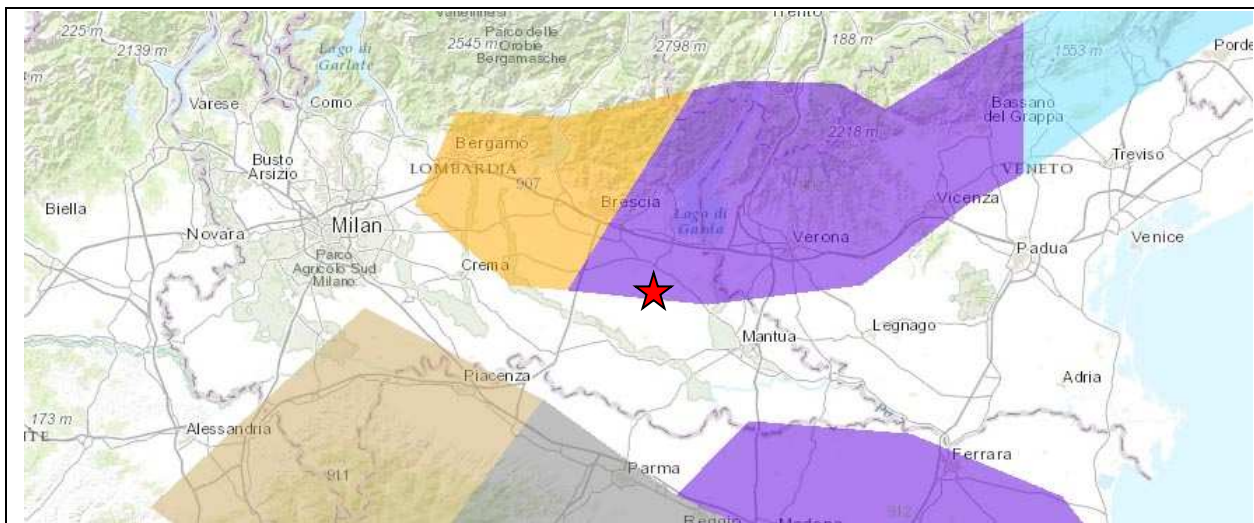 225 m
2139 m
Lago di
Garlate
2545 m
Parco delle
Orobie
Bergamasche
2798 m
Trento
188 m
1553 m
Varese
Como
Bassano
del Grappa
2218 m
Busto
Arsizio
Bergamo
LOMBARDIA
907
Treviso
VENETO
Biella
Novara
Milan
Brescia
Lago di
Garda
Vicenza
Verona
Padua
Venice
Parco
Agricolo Sud
Milano
Crema
Legnago
Mantua
Piacenza
Adria
Po
173 m
Alessandria
911
Parma
Ferrara
912
Reggio
Modena